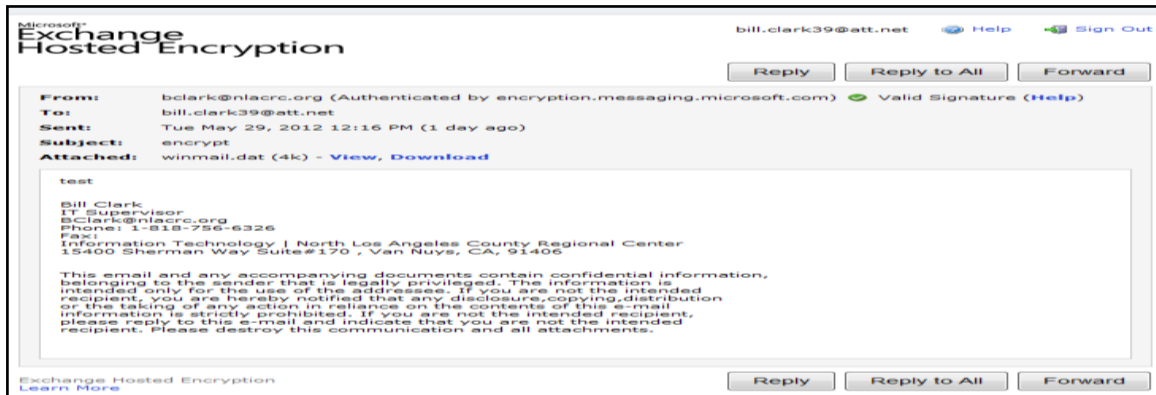 Microsoft®
Exchange
Hosted Encryption
bill.clark39@att.net Help Sign Out
Reply Reply to All Forward
From: bclark@nlacrc.org (Authenticated by encryption.messaging.microsoft.com) Valid Signature (Help)
To: bill.clark39@att.net
Sent: Tue May 29, 2012 12:16 PM (1 day ago)
Subject: encrypt
Attached: winmail.dat (4k) - View, Download
test
Bill Clark
IT Supervisor
BClark@nlacrc.org
Phone: 1-818-756-6326
Fax:
Information Technology | North Los Angeles County Regional Center
15400 Sherman Way Suite#170 , Van Nuys, CA, 91406
This email and any accompanying documents contain confidential information,
belonging to the sender that is legally privileged. The information is
intended only for the use of the addressee. If you are not the intended
recipient, you are hereby notified that any disclosure,copying,distribution
or the taking of any action in reliance on the contents of this e-mail
information is strictly prohibited. If you are not the intended recipient,
please reply to this e-mail and indicate that you are not the intended
recipient. Please destroy this communication and all attachments.
Exchange Hosted Encryption
Learn More
Reply Reply to All Forward